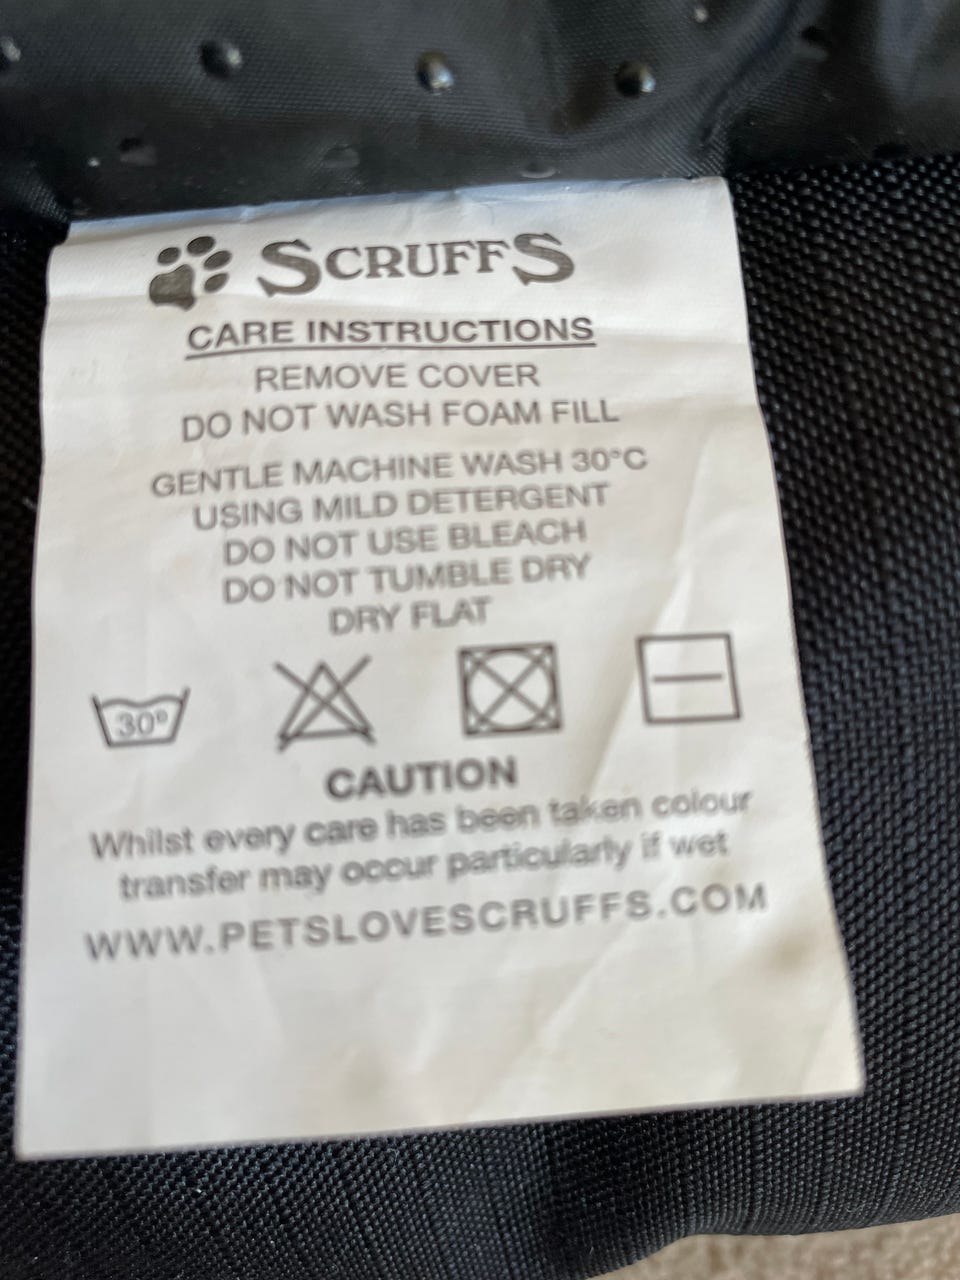 SCRUFFS
CARE INSTRUCTIONS
REMOVE COVER
DO NOT WASH FOAM FILL
GENTLE MACHINE WASH 30°C
USING MILD DETERGENT
DO NOT USE BLEACH
DO NOT TUMBLE DRY
DRY FLAT
30°
CAUTION
Whilst every care has been taken colour
transfer may occur particularly if wet
WWW.PETSLOVESCRUFFS.COM